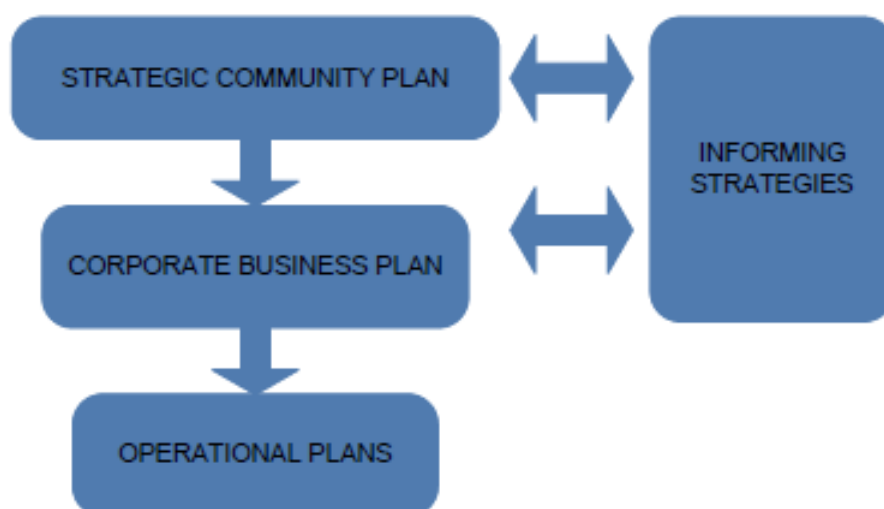 STRATEGIC COMMUNITY PLAN
INFORMING
STRATEGIES
CORPORATE BUSINESS PLAN
OPERATIONAL PLANS